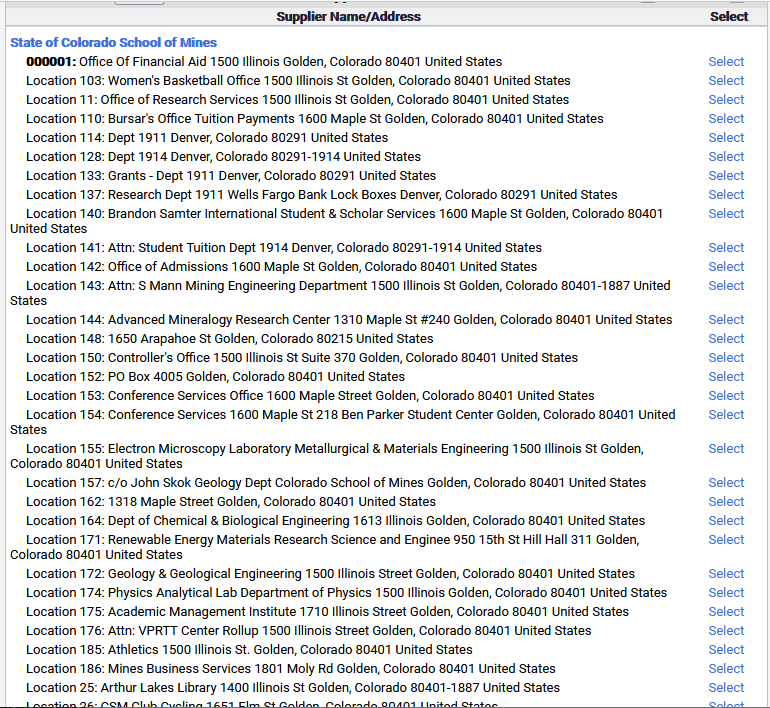 Supplier Name/Address Select
State of Colorado School of Mines
000001: Office Of Financial Aid 1500 Illinois Golden, Colorado 80401 United States Select
Location 103: Women's Basketball Office 1500 Illinois St Golden, Colorado 80401 United States Select
Location 11: Office of Research Services 1500 Illinois St Golden, Colorado 80401 United States Select
Location 110: Bursar's Office Tuition Payments 1600 Maple St Golden, Colorado 80401 United States Select
Location 114: Dept 1911 Denver, Colorado 80291 United States Select
Location 128: Dept 1914 Denver, Colorado 80291-1914 United States Select
Location 133: Grants - Dept 1911 Denver, Colorado 80291 United States Select
Location 137: Research Dept 1911 Wells Fargo Bank Lock Boxes Denver, Colorado 80291 United States Select
Location 140: Brandon Samter International Student & Scholar Services 1600 Maple St Golden, Colorado 80401 Select
United States
Location 141: Attn: Student Tuition Dept 1914 Denver, Colorado 80291-1914 United States Select
Location 142: Office of Admissions 1600 Maple St Golden, Colorado 80401 United States Select
Location 143: Attn: S Mann Mining Engineering Department 1500 Illinois St Golden, Colorado 80401-1887 United Select
States
Location 144: Advanced Mineralogy Research Center 1310 Maple St #240 Golden, Colorado 80401 United States Select
Location 148: 1650 Arapahoe St Golden, Colorado 80215 United States Select
Location 150: Controller's Office 1500 Illinois St Suite 370 Golden, Colorado 80401 United States Select
Location 152: PO Box 4005 Golden, Colorado 80401 United States Select
Location 153: Conference Services Office 1600 Maple Street Golden, Colorado 80401 United States Select
Location 154: Conference Services 1600 Maple St 218 Ben Parker Student Center Golden, Colorado 80401 United Select
States
Location 155: Electron Microscopy Laboratory Metallurgical & Materials Engineering 1500 Illinois St Golden, Select
Colorado 80401 United States
Location 157: c/o John Skok Geology Dept Colorado School of Mines Golden, Colorado 80401 United States Select
Location 162: 1318 Maple Street Golden, Colorado 80401 United States Select
Location 164: Dept of Chemical & Biological Engineering 1613 Illinois Golden, Colorado 80401 United States Select
Location 171: Renewable Energy Materials Research Science and Enginee 950 15th St Hill Hall 311 Golden, Select
Colorado 80401 United States
Location 172: Geology & Geological Engineering 1500 Illinois Street Golden, Colorado 80401 United States Select
Location 174: Physics Analytical Lab Department of Physics 1500 Illinois Golden, Colorado 80401 United States Select
Location 175: Academic Management Institute 1710 Illinois Street Golden, Colorado 80401 United States Select
Location 176: Attn: VPRTT Center Rollup 1500 Illinois Street Golden, Colorado 80401 United States Select
Location 185: Athletics 1500 Illinois St. Golden, Colorado 80401 United States Select
Location 186: Mines Business Services 1801 Moly Rd Golden, Colorado 80401 United States Select
Location 25: Arthur Lakes Library 1400 Illinois St Golden, Colorado 80401-1887 United States Select
Location 26: CSM Club Cycling 1651 Elm St Golden, Colorado 80401 United States Select